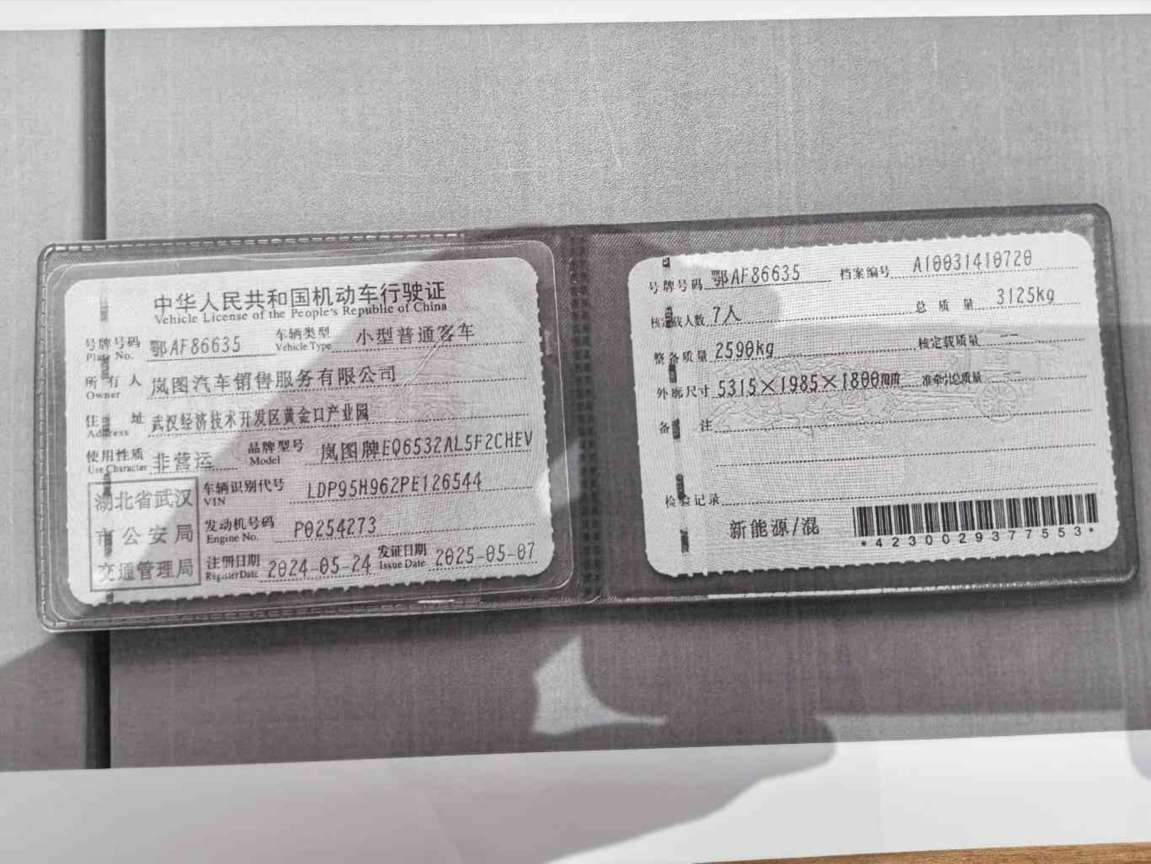 中华人民共和国机动车行驶证
Vehicle License of the People's Republic of China
号牌号码 鄂AF86635 车辆类型 小型普通客车
Plate No. Vehicle Type
所有人 岚图汽车销售服务有限公司
Owner
住址 武汉经济技术开发区黄金口产业园
Address
使用性质 非营运 品牌型号 岚图牌EQ6532AL5F2CHEV
Use Character Model
湖北省武汉
市公安局
交通管理局
车辆识别代号 LDP95H962PE126544
VIN
发动机号码 P0254273
Engine No.
注册日期 2024-05-24 发证日期 2025-05-07
Register Date Issue Date
号牌号码 鄂AF86635 档案编号 A10031410720
核定载人数 7人 总质量 3125kg
整备质量 2590kg 核定载质量 --
外廓尺寸 5315×1985×1800mm 准牵引总质量 --
备注
检验记录
新能源/混
*4230029377553*